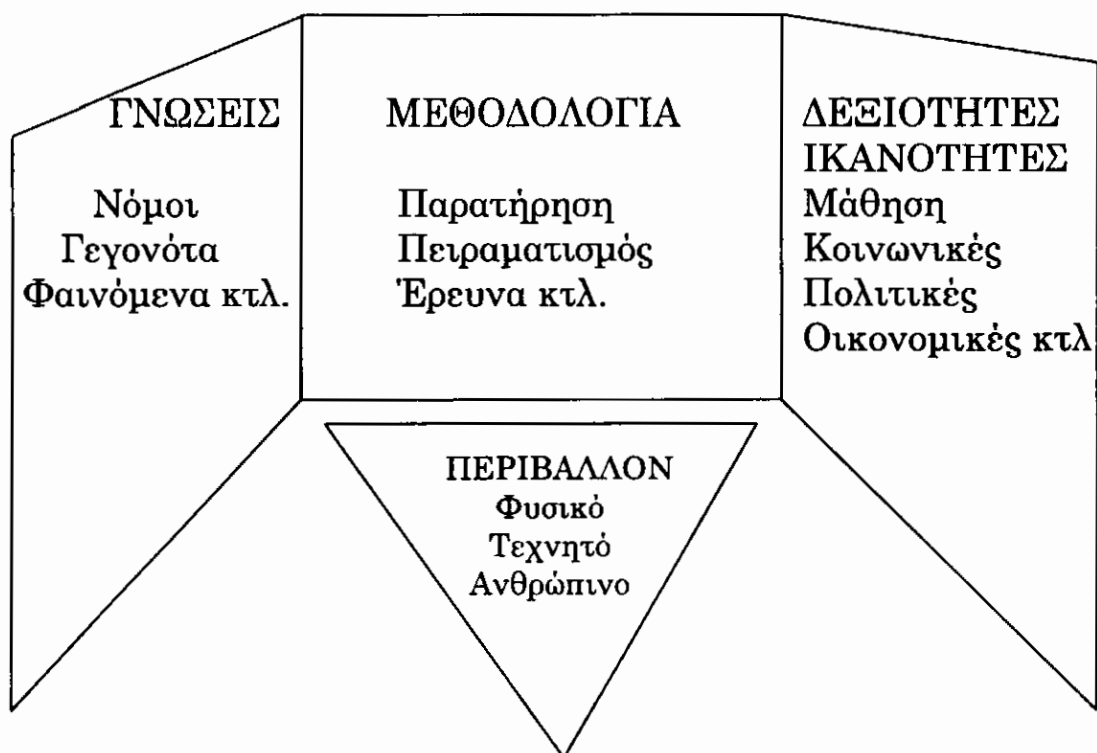 ΓΝΩΣΕΙΣ
Νόμοι
Γεγονότα
Φαινόμενα κτλ.
ΜΕΘΟΔΟΛΟΓΙΑ
Παρατήρηση
Πειραματισμός
Έρευνα κτλ.
ΔΕΞΙΟΤΗΤΕΣ
ΙΚΑΝΟΤΗΤΕΣ
Μάθηση
Κοινωνικές
Πολιτικές
Οικονομικές κτλ
ΠΕΡΙΒΑΛΛΟΝ
Φυσικό
Τεχνητό
Ανθρώπινο